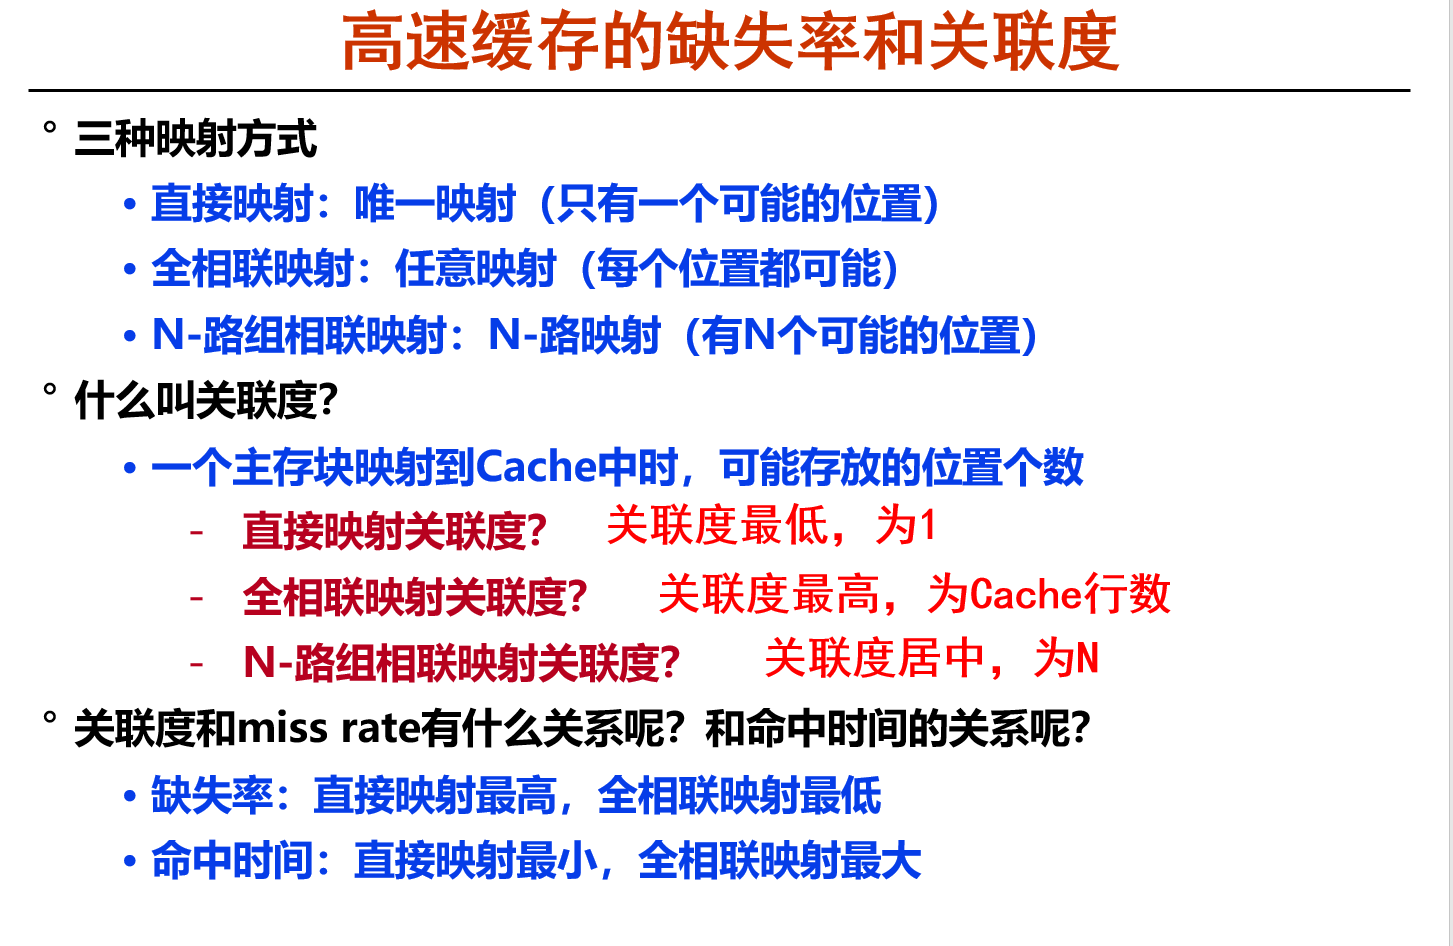 高速缓存的缺失率和关联度
° 三种映射方式
• 直接映射：唯一映射（只有一个可能的位置）
• 全相联映射：任意映射（每个位置都可能）
• N-路组相联映射：N-路映射（有N个可能的位置）
° 什么叫关联度？
• 一个主存块映射到Cache中时，可能存放的位置个数
- 直接映射关联度？ 关联度最低，为1
- 全相联映射关联度？ 关联度最高，为Cache行数
- N-路组相联映射关联度？ 关联度居中，为N
° 关联度和miss rate有什么关系呢？和命中时间的关系呢？
• 缺失率：直接映射最高，全相联映射最低
• 命中时间：直接映射最小，全相联映射最大